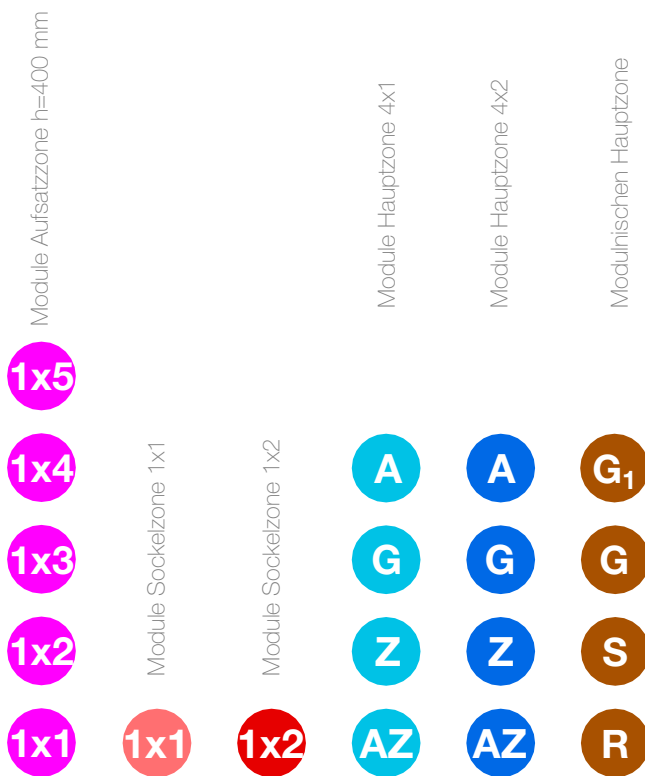 Module Aufsatzzone h=400 mm
1x5
1x4
1x3
1x2
1x1
Module Sockelzone 1x1
1x1
Module Sockelzone 1x2
1x2
Module Hauptzone 4x1
A
G
Z
AZ
Module Hauptzone 4x2
A
G
Z
AZ
Modulnischen Hauptzone
G₁
G
S
R